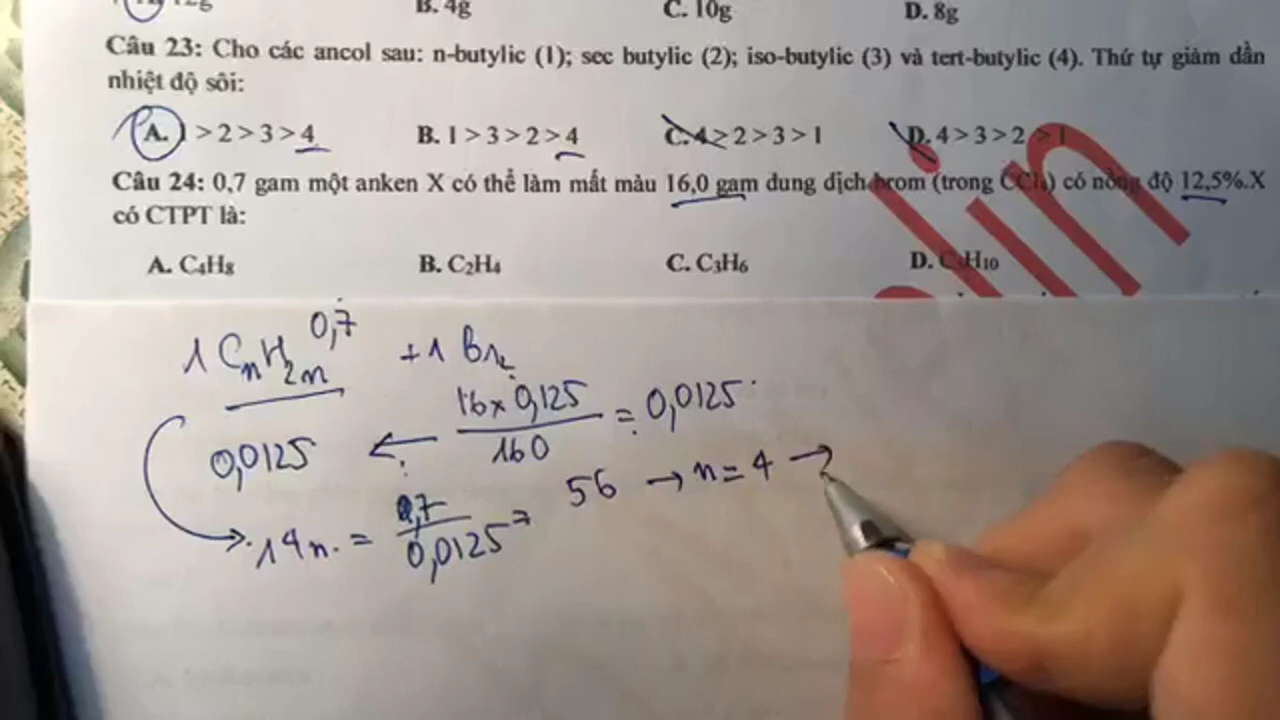 12g B. 4g C. 10g D. 8g
Câu 23: Cho các ancol sau: n-butylic (1); sec butylic (2); iso-butylic (3) và tert-butylic (4). Thứ tự giảm dần
nhiệt độ sôi:
A. 1 > 2 > 3 > 4 B. 1 > 3 > 2 > 4 C. 4 > 2 > 3 > 1 D. 4 > 3 > 2 > 1
Câu 24: 0,7 gam một anken X có thể làm mất màu 16,0 gam dung dịch brom (trong CCl₄) có nồng độ 12,5%.X
có CTPT là:
A. C₄H₈ B. C₂H₄ C. C₃H₆ D. H₁₀
0,7
1 CₙH₂ₙ + 1 Br₂
0,0125 ← 16 × 0,125 / 160 = 0,0125
14n = 0,7 / 0,0125 = 56 → n = 4 →